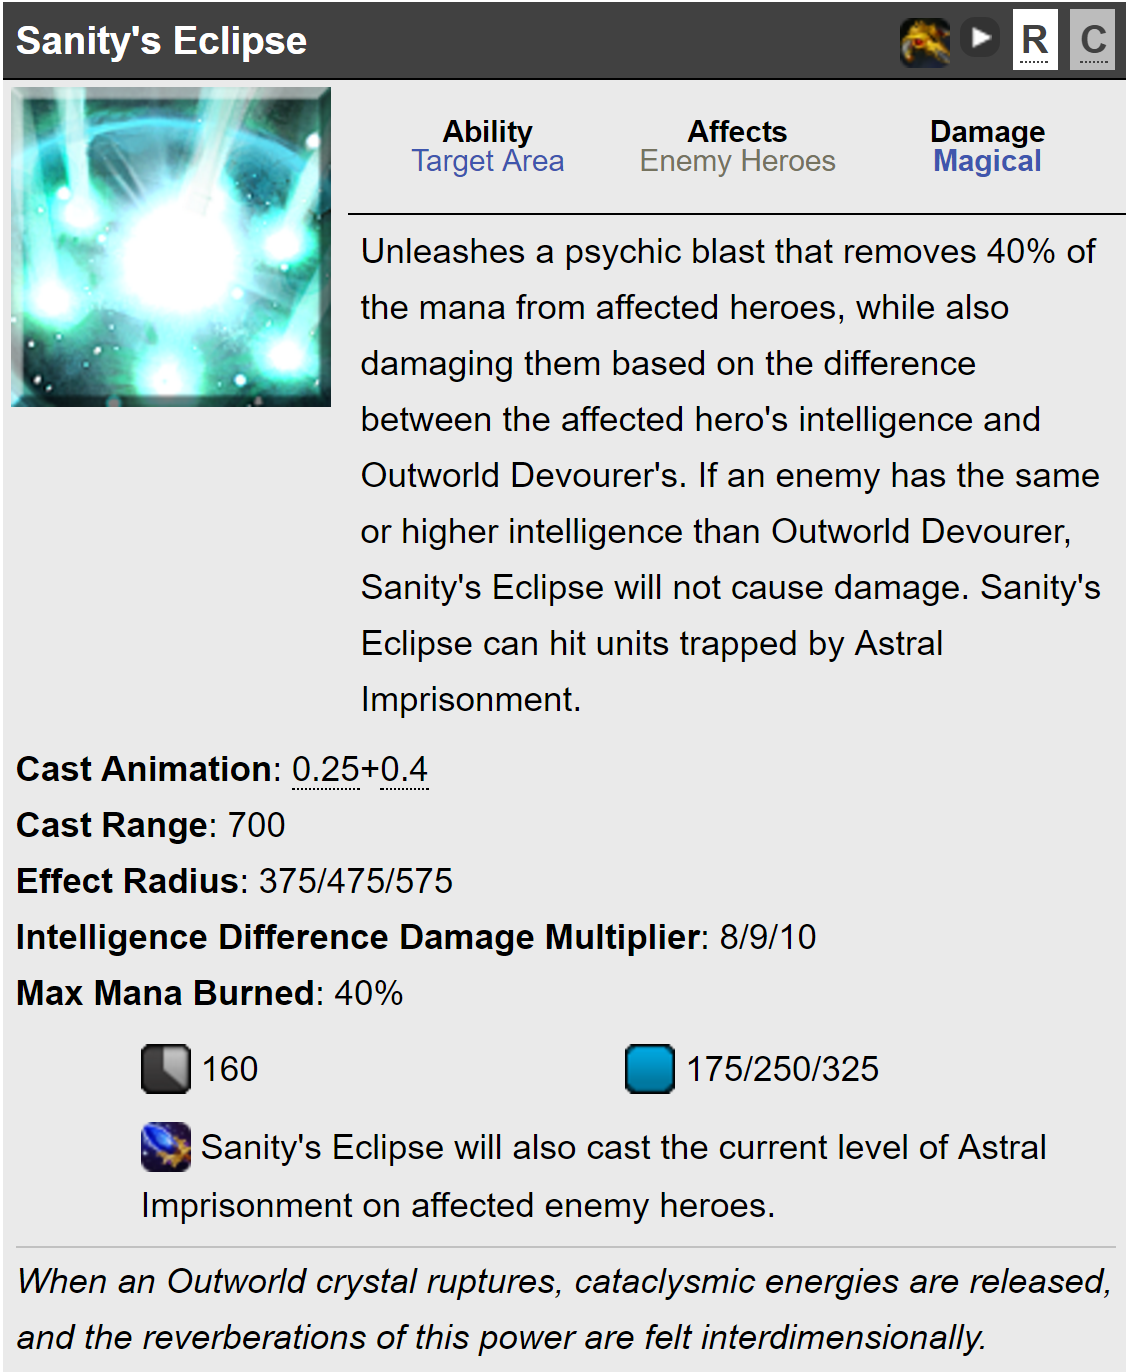 Sanity's Eclipse
R C
Ability Affects Damage
Target Area Enemy Heroes Magical
Unleashes a psychic blast that removes 40% of
the mana from affected heroes, while also
damaging them based on the difference
between the affected hero's intelligence and
Outworld Devourer's. If an enemy has the same
or higher intelligence than Outworld Devourer,
Sanity's Eclipse will not cause damage. Sanity's
Eclipse can hit units trapped by Astral
Imprisonment.
Cast Animation: 0.25+0.4
Cast Range: 700
Effect Radius: 375/475/575
Intelligence Difference Damage Multiplier: 8/9/10
Max Mana Burned: 40%
160 175/250/325
Sanity's Eclipse will also cast the current level of Astral
Imprisonment on affected enemy heroes.
When an Outworld crystal ruptures, cataclysmic energies are released,
and the reverberations of this power are felt interdimensionally.